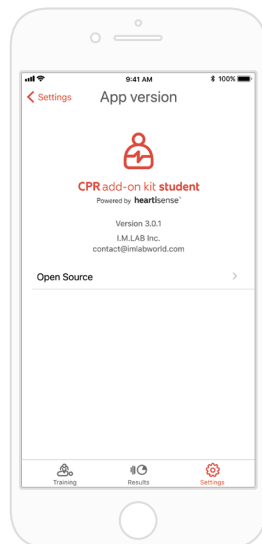 9:41 AM
100%
Settings
App version
CPR add-on kit student
Powered by heartisense®
Version 3.0.1
I.M.LAB Inc.
contact@imlabworld.com
Open Source
Training
Results
Settings